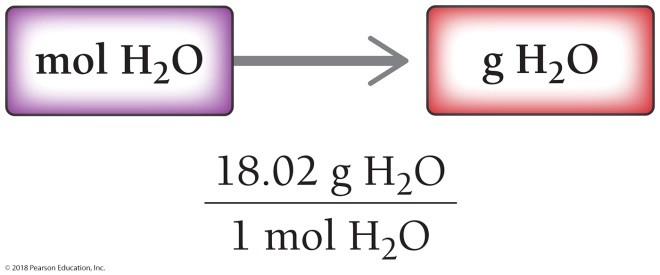 mol H₂O g H₂O
18.02 g H₂O
1 mol H₂O
© 2018 Pearson Education, Inc.